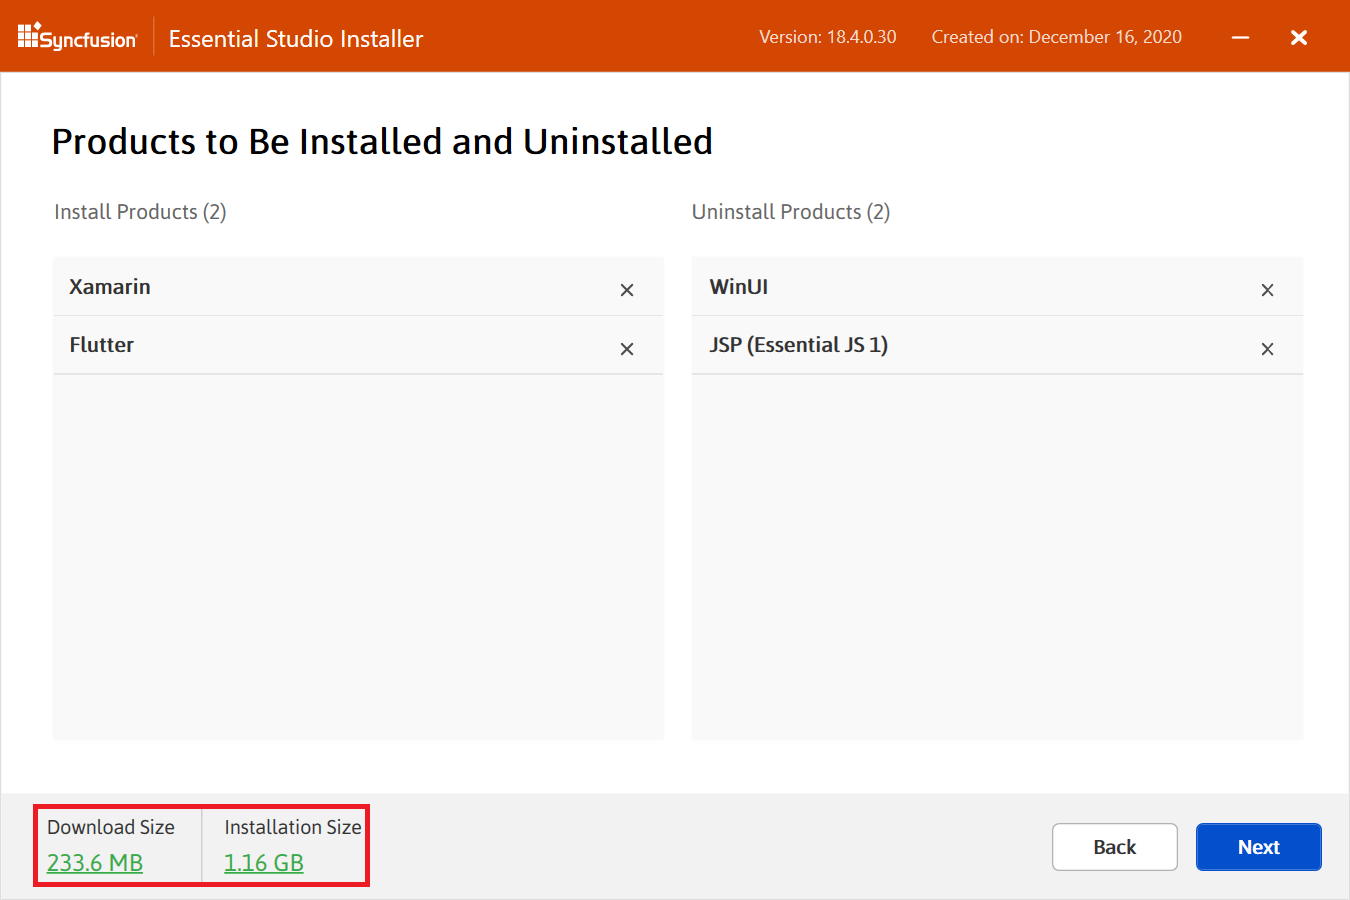 Syncfusion
Essential Studio Installer
Version: 18.4.0.30
Created on: December 16, 2020
Products to Be Installed and Uninstalled
Install Products (2)
Xamarin
Flutter
Uninstall Products (2)
WinUI
JSP (Essential JS 1)
Download Size
233.6 MB
Installation Size
1.16 GB
Back
Next